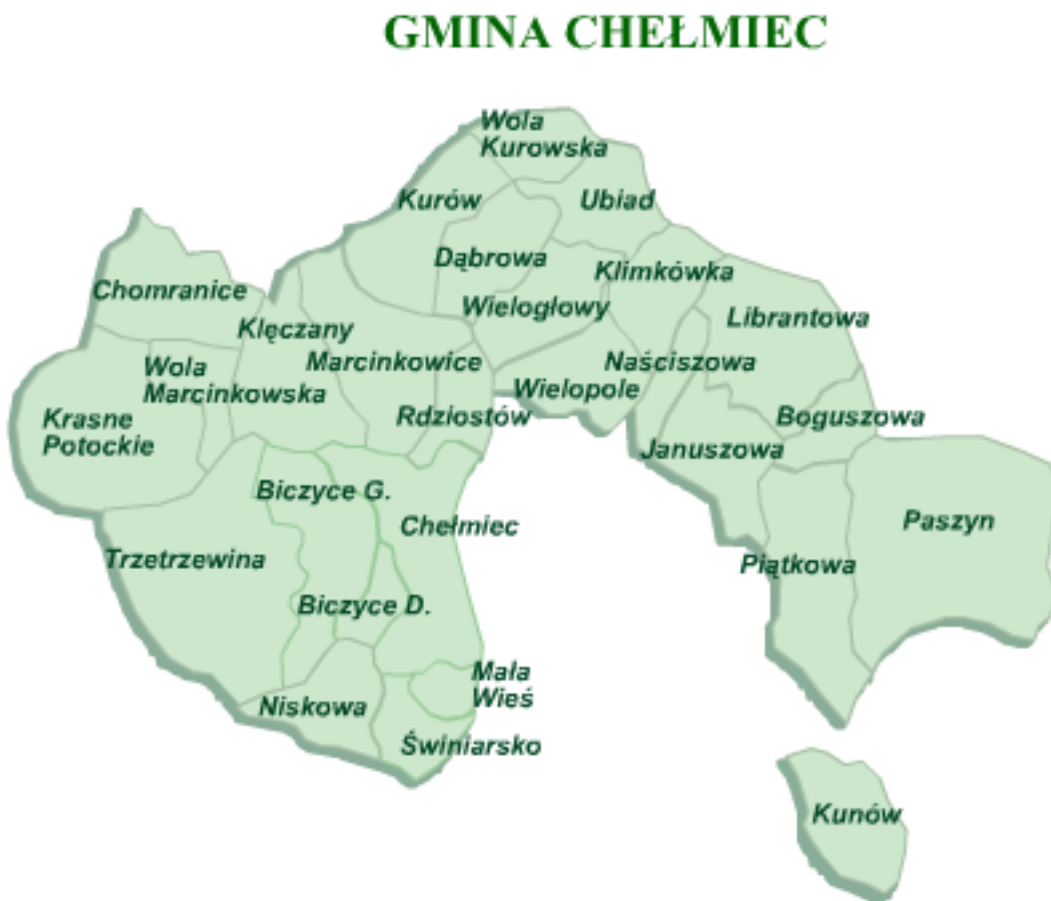 GMINA CHEŁMIEC
Wola
Kurowska
Kurów
Ubiad
Dąbrowa
Klimkówka
Chomranice
Wielogłowy
Librantowa
Klęczany
Marcinkowice
Naściszowa
Wola
Marcinkowska
Wielopole
Krasne
Potockie
Rdziostów
Boguszowa
Januszowa
Biczyce G.
Chełmiec
Paszyn
Trzetrzewina
Piątkowa
Biczyce D.
Mała
Wieś
Niskowa
Świniarsko
Kunów